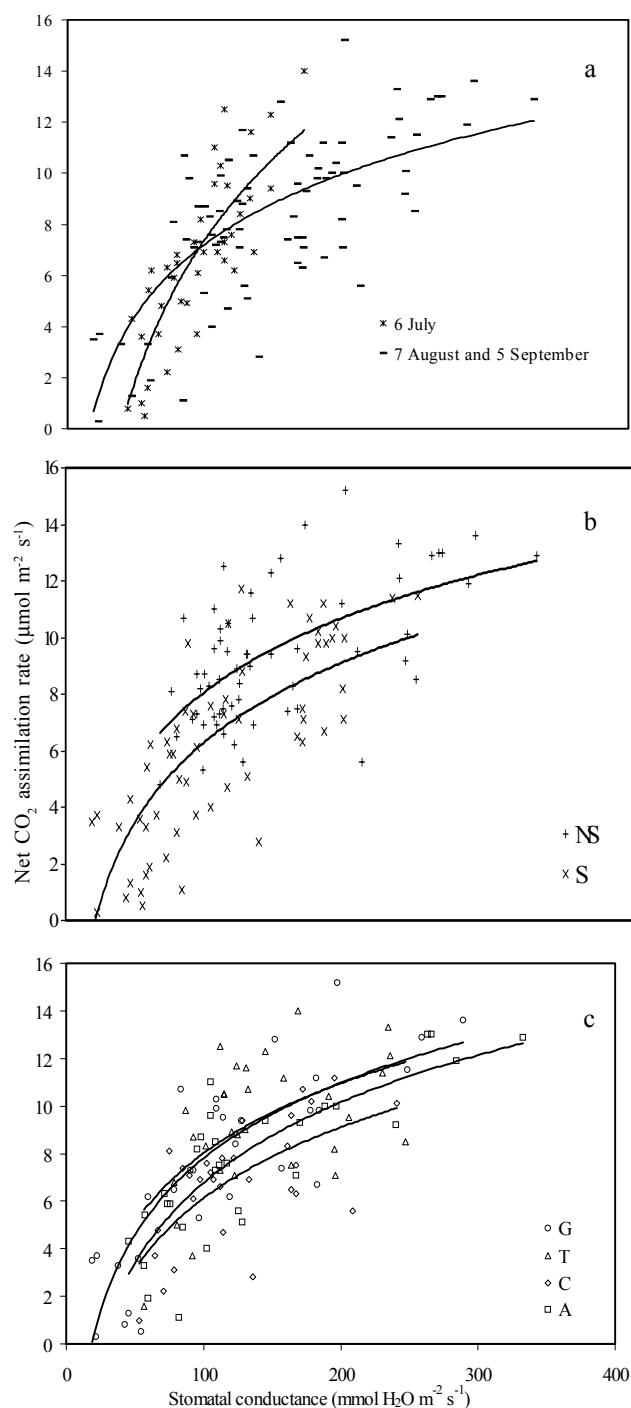 16
14
12
10
8
6
4
2
0
a
6 July
7 August and 5 September
16
14
12
10
8
6
4
2
0
b
NS
S
Net CO₂ assimilation rate (µmol m⁻² s⁻¹)
16
14
12
10
8
6
4
2
0
c
G
T
C
A
0 100 200 300 400
Stomatal conductance (mmol H₂O m⁻² s⁻¹)